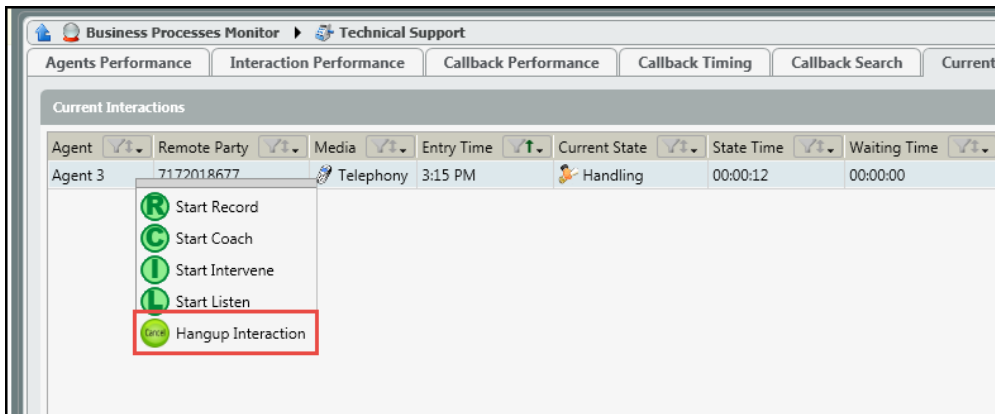 Business Processes Monitor Technical Support
Agents Performance Interaction Performance Callback Performance Callback Timing Callback Search Current
Current Interactions
Agent Remote Party Media Entry Time Current State State Time Waiting Time
Agent 3 7172018677 Telephony 3:15 PM Handling 00:00:12 00:00:00
R Start Record
C Start Coach
I Start Intervene
L Start Listen
Cancel Hangup Interaction